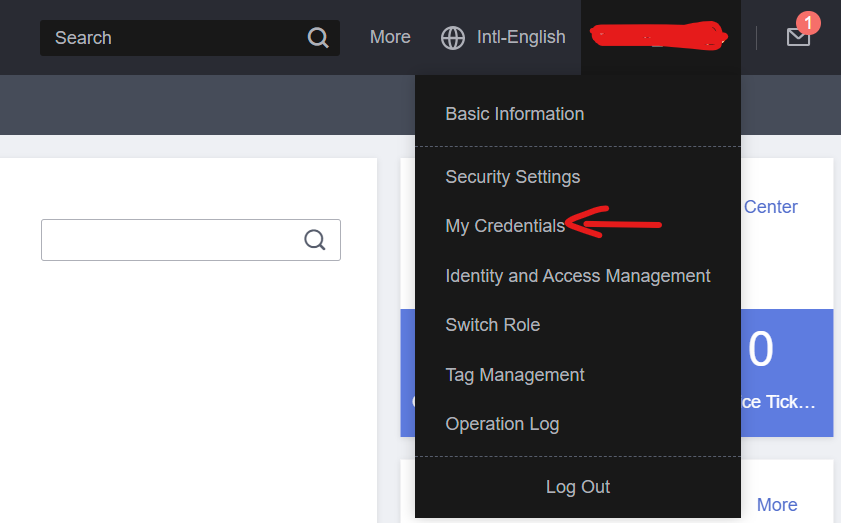 Search
More
Intl-English
1
Basic Information
Security Settings
My Credentials
Center
Identity and Access Management
Switch Role
0
Tag Management
ice Tick...
Operation Log
Log Out
More